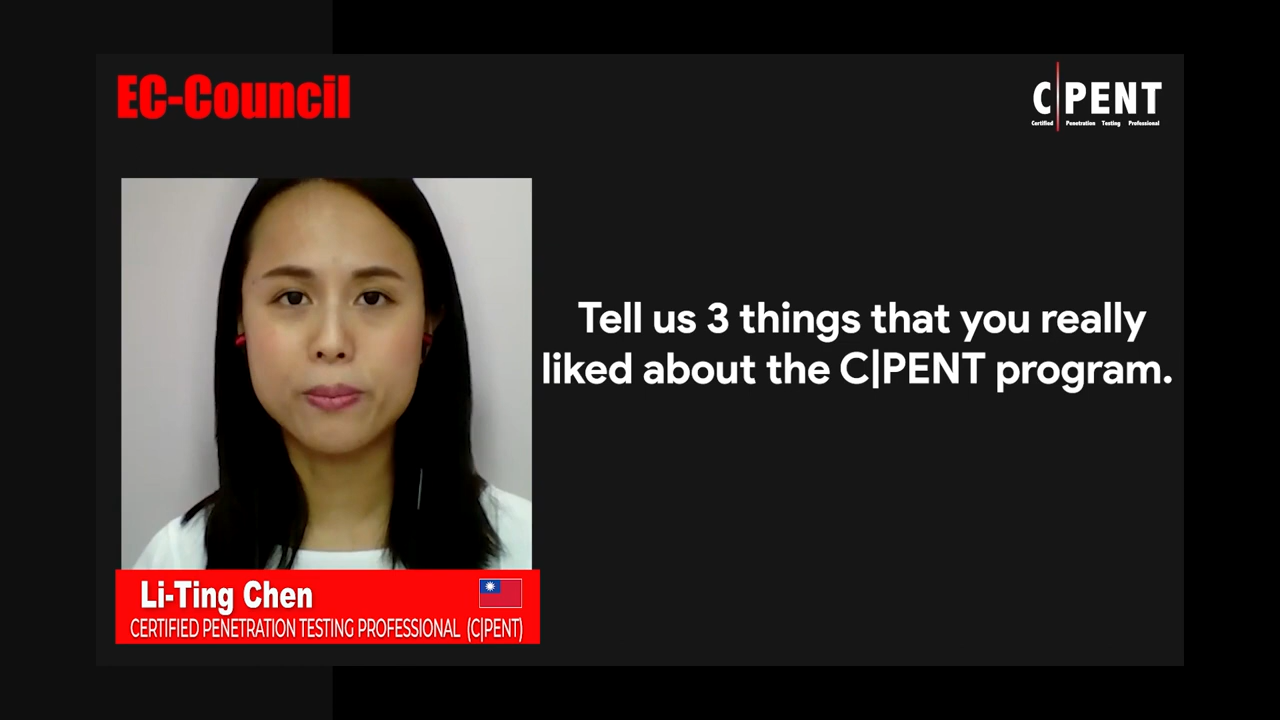 EC-Council
C|PENT
Certified Penetration Testing Professional
Tell us 3 things that you really
liked about the C|PENT program.
Li-Ting Chen
CERTIFIED PENETRATION TESTING PROFESSIONAL (C|PENT)